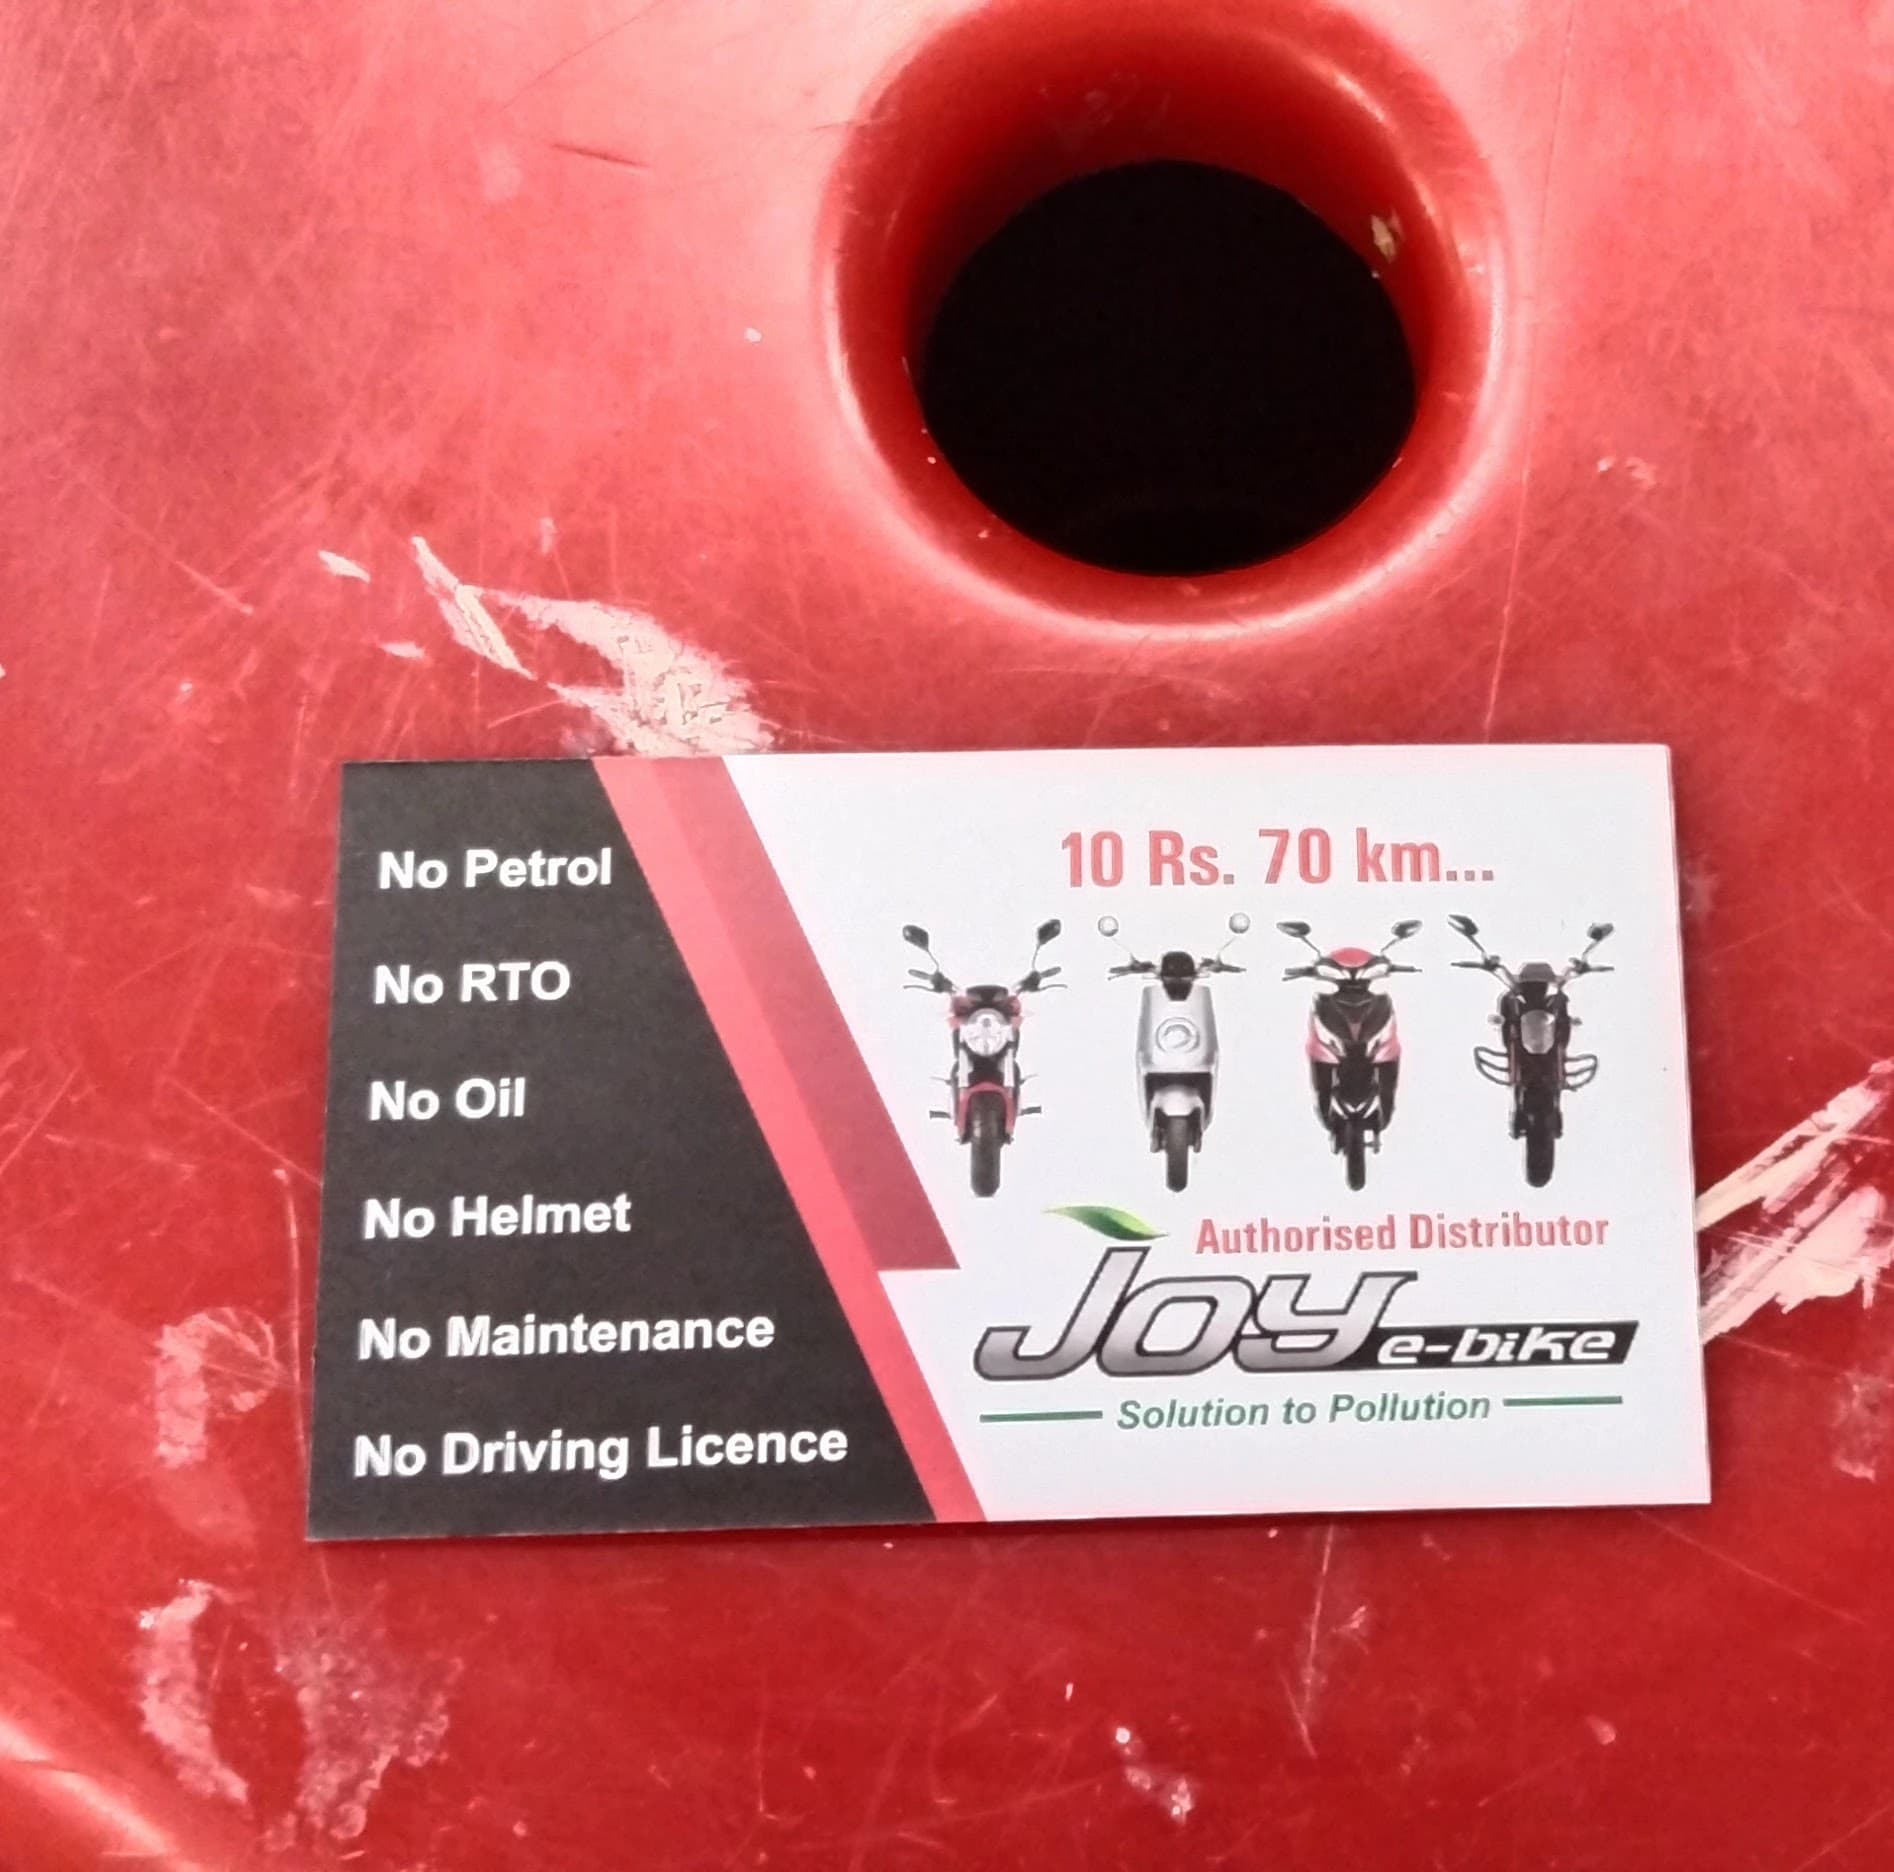 No Petrol
No RTO
No Oil
No Helmet
No Maintenance
No Driving Licence
10 Rs. 70 km...
Authorised Distributor
Joy e-bike
Solution to Pollution